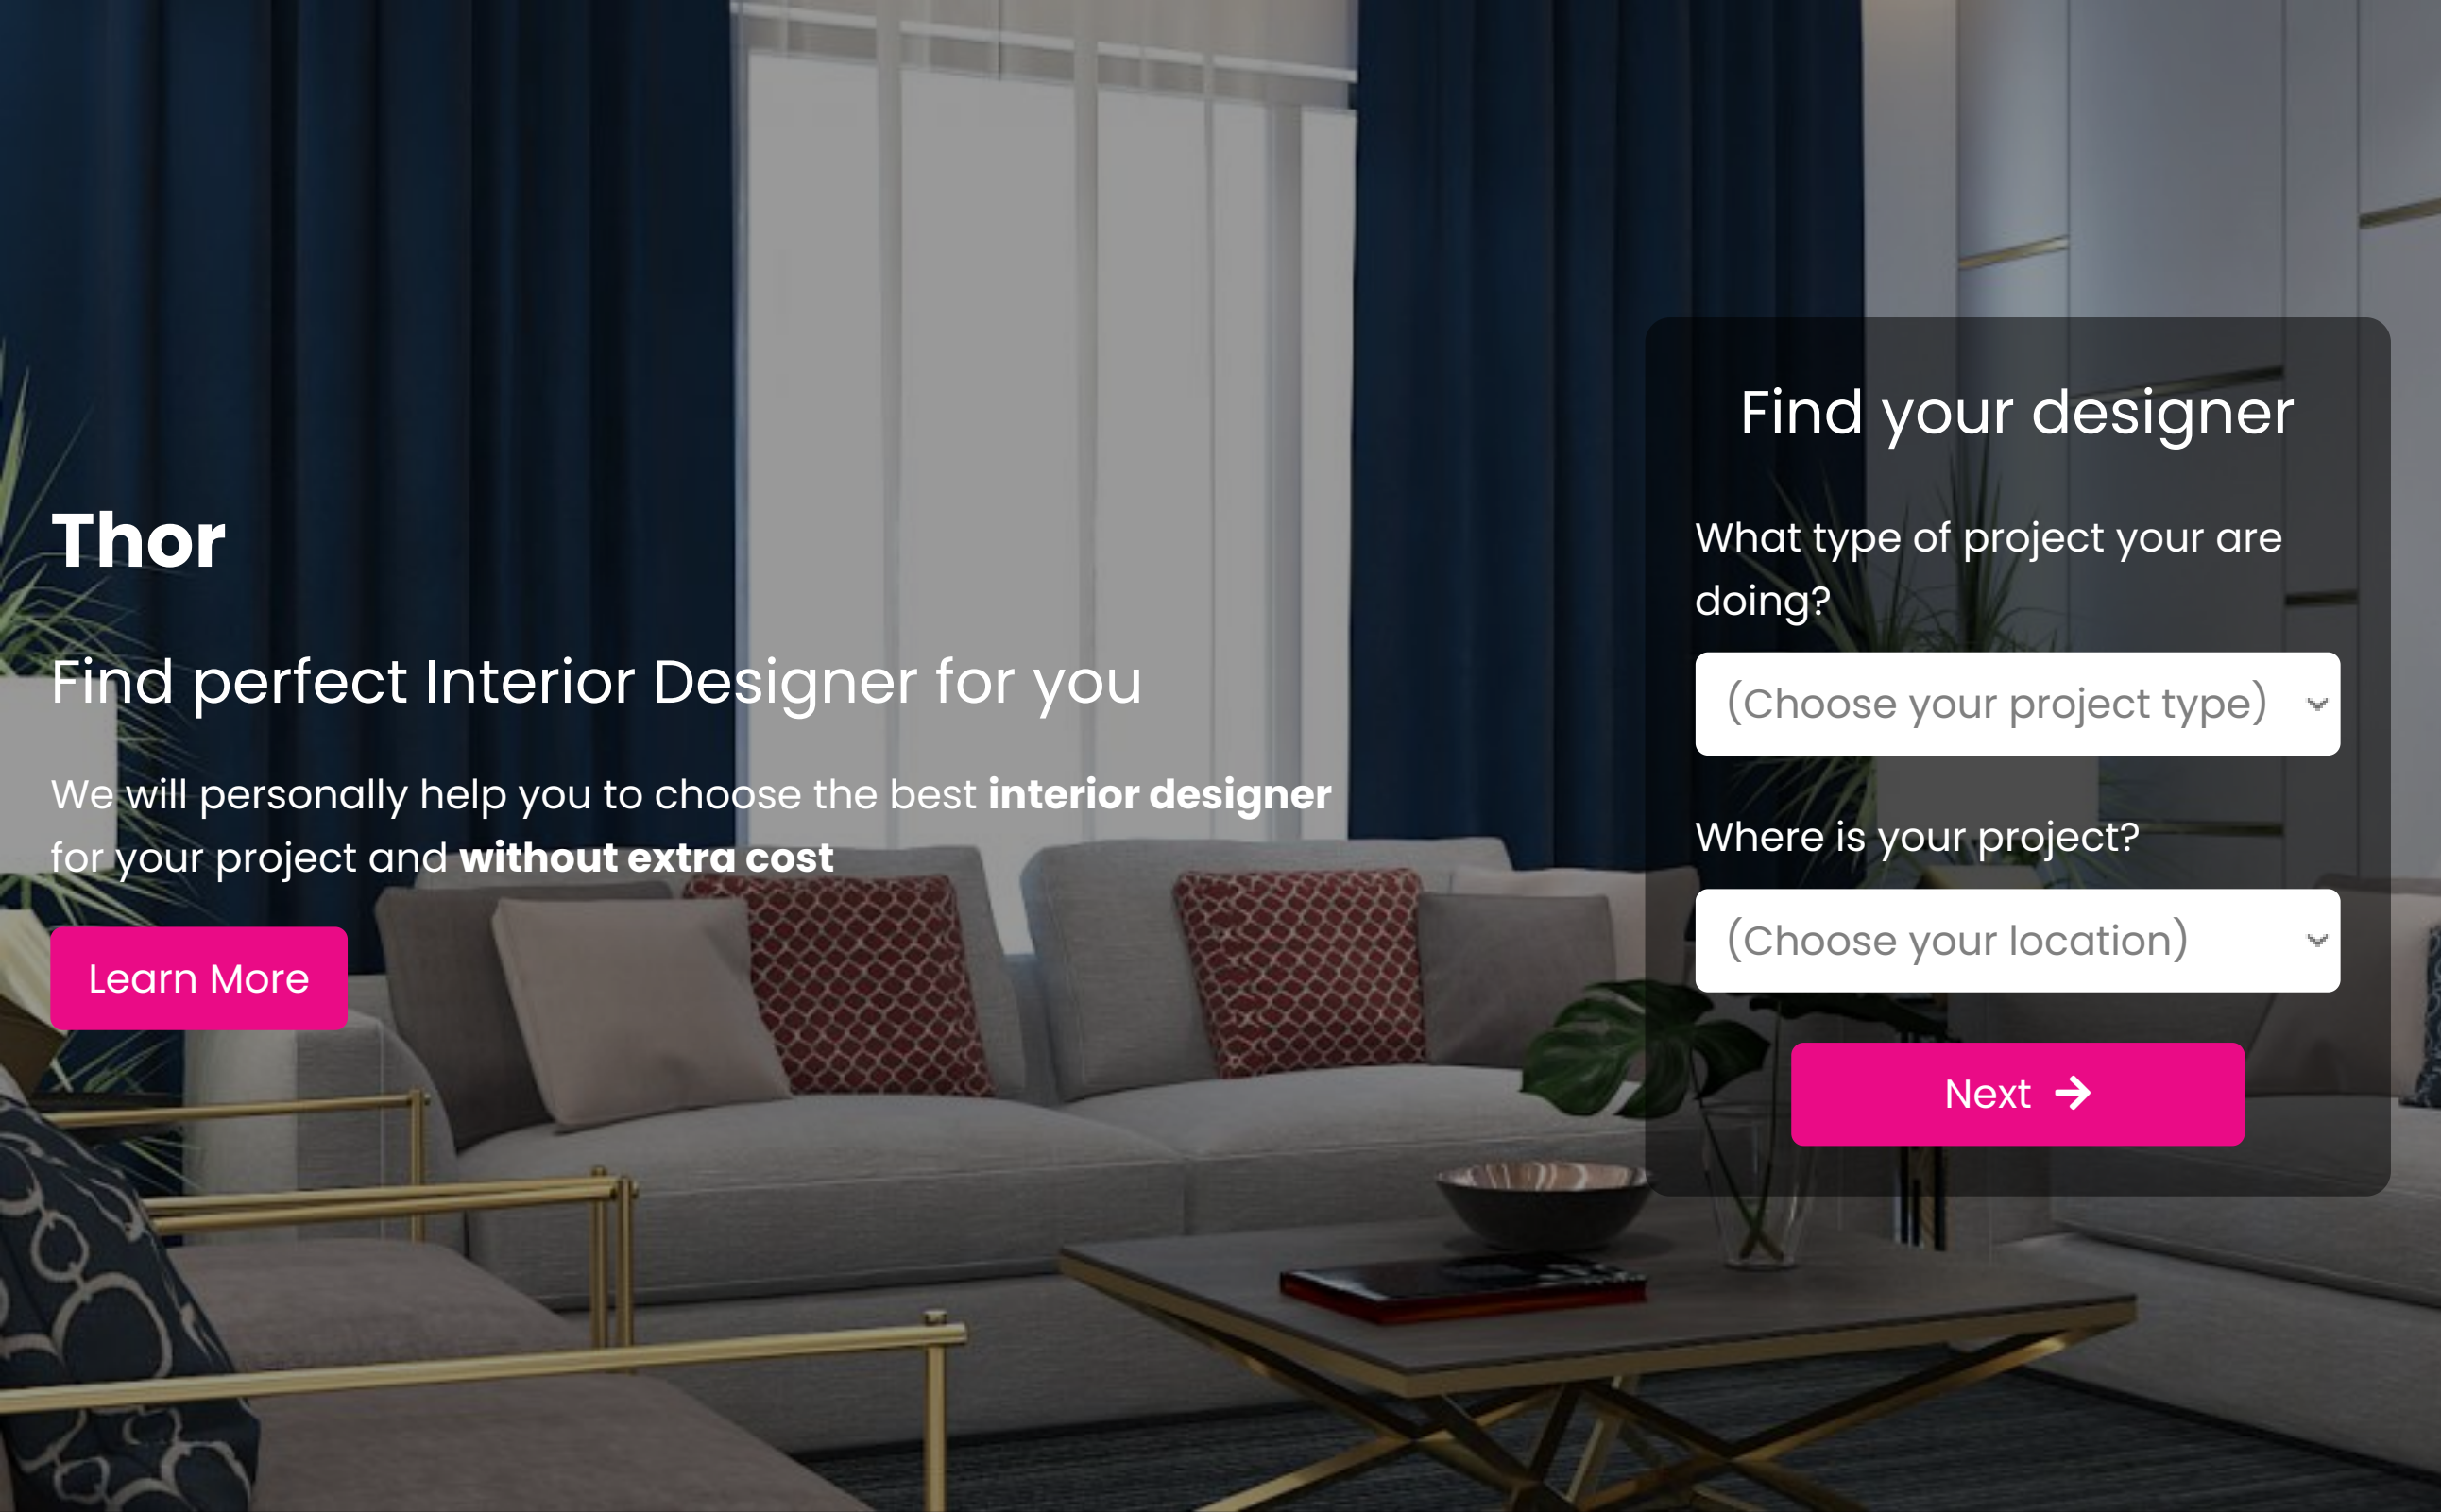 Thor
Find perfect Interior Designer for you
We will personally help you to choose the best interior designer
for your project and without extra cost
Learn More
Find your designer
What type of project your are
doing?
(Choose your project type)
Where is your project?
(Choose your location)
Next